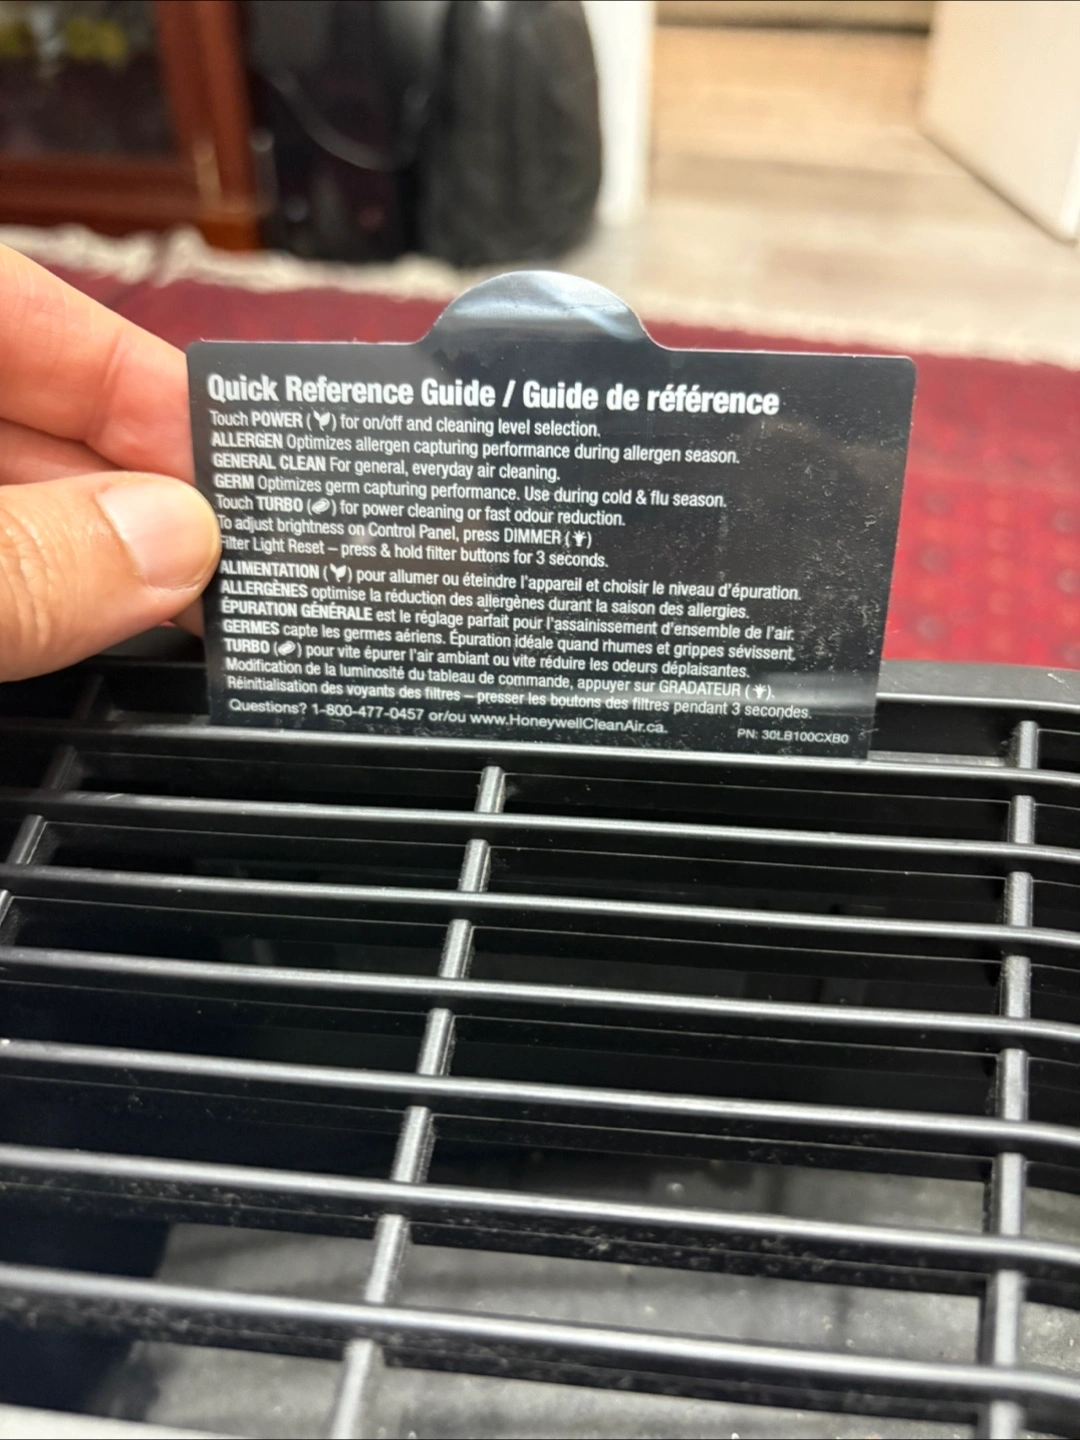 Quick Reference Guide / Guide de référence
Touch POWER ( ) for on/off and cleaning level selection.
ALLERGEN Optimizes allergen capturing performance during allergen season.
GENERAL CLEAN For general, everyday air cleaning.
GERM Optimizes germ capturing performance. Use during cold & flu season.
Touch TURBO ( ) for power cleaning or fast odour reduction.
To adjust brightness on Control Panel, press DIMMER ( )
Filter Light Reset – press & hold filter buttons for 3 seconds.
ALIMENTATION ( ) pour allumer ou éteindre l'appareil et choisir le niveau d'épuration.
ALLERGÈNES optimise la réduction des allergènes durant la saison des allergies.
ÉPURATION GÉNÉRALE est le réglage parfait pour l'assainissement d'ensemble de l'air.
GERMES capte les germes aériens. Épuration idéale quand rhumes et grippes sévissent.
TURBO ( ) pour vite épurer l'air ambiant ou vite réduire les odeurs déplaisantes.
Modification de la luminosité du tableau de commande, appuyer sur GRADATEUR ( ).
Réinitialisation des voyants des filtres – presser les boutons des filtres pendant 3 secondes.
Questions? 1-800-477-0457 or/ou www.HoneywellCleanAir.ca. PN: 30LB100CXB0